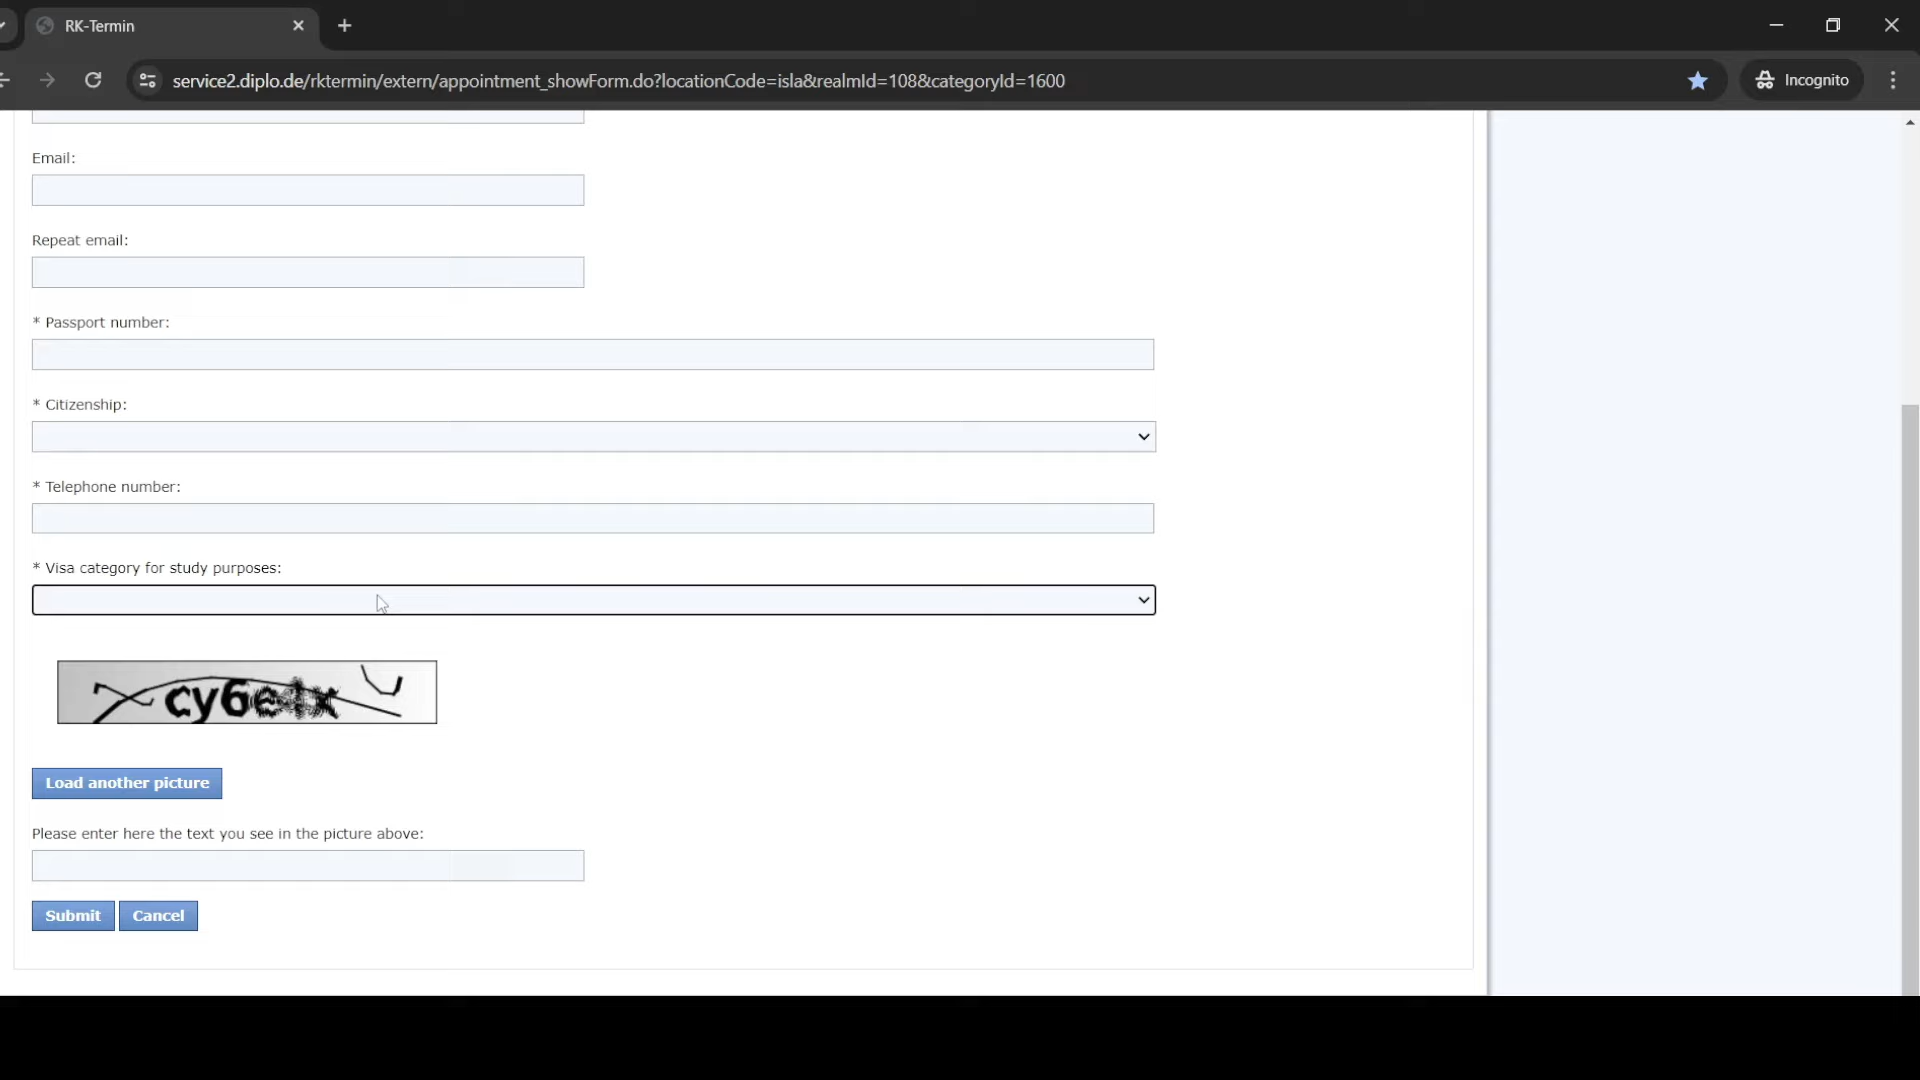 RK-Termin
service2.diplo.de/rktermin/extern/appointment_showForm.do?locationCode=isla&realmId=108&categoryId=1600
Incognito
Email:
Repeat email:
* Passport number:
* Citizenship:
* Telephone number:
* Visa category for study purposes:
Load another picture
Please enter here the text you see in the picture above:
Submit Cancel